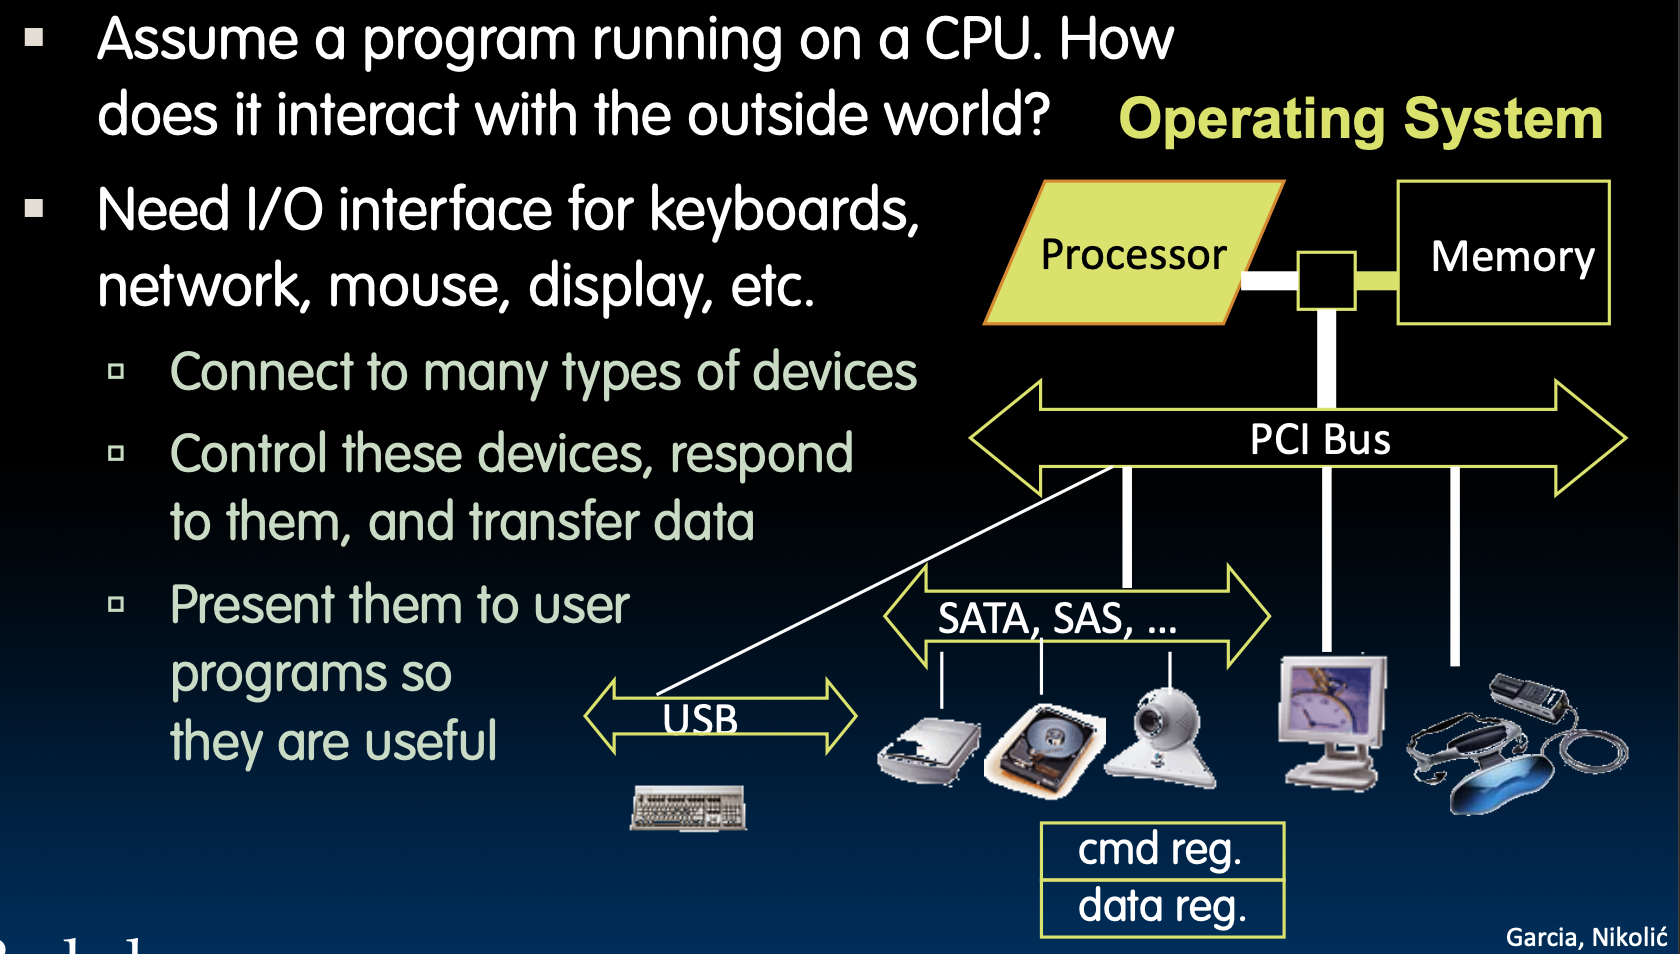 Assume a program running on a CPU. How
does it interact with the outside world?
Operating System
Need I/O interface for keyboards,
network, mouse, display, etc.
Connect to many types of devices
Control these devices, respond
to them, and transfer data
Present them to user
programs so
they are useful
Processor
Memory
PCI Bus
SATA, SAS, ...
USB
cmd reg.
data reg.
Garcia, Nikolić